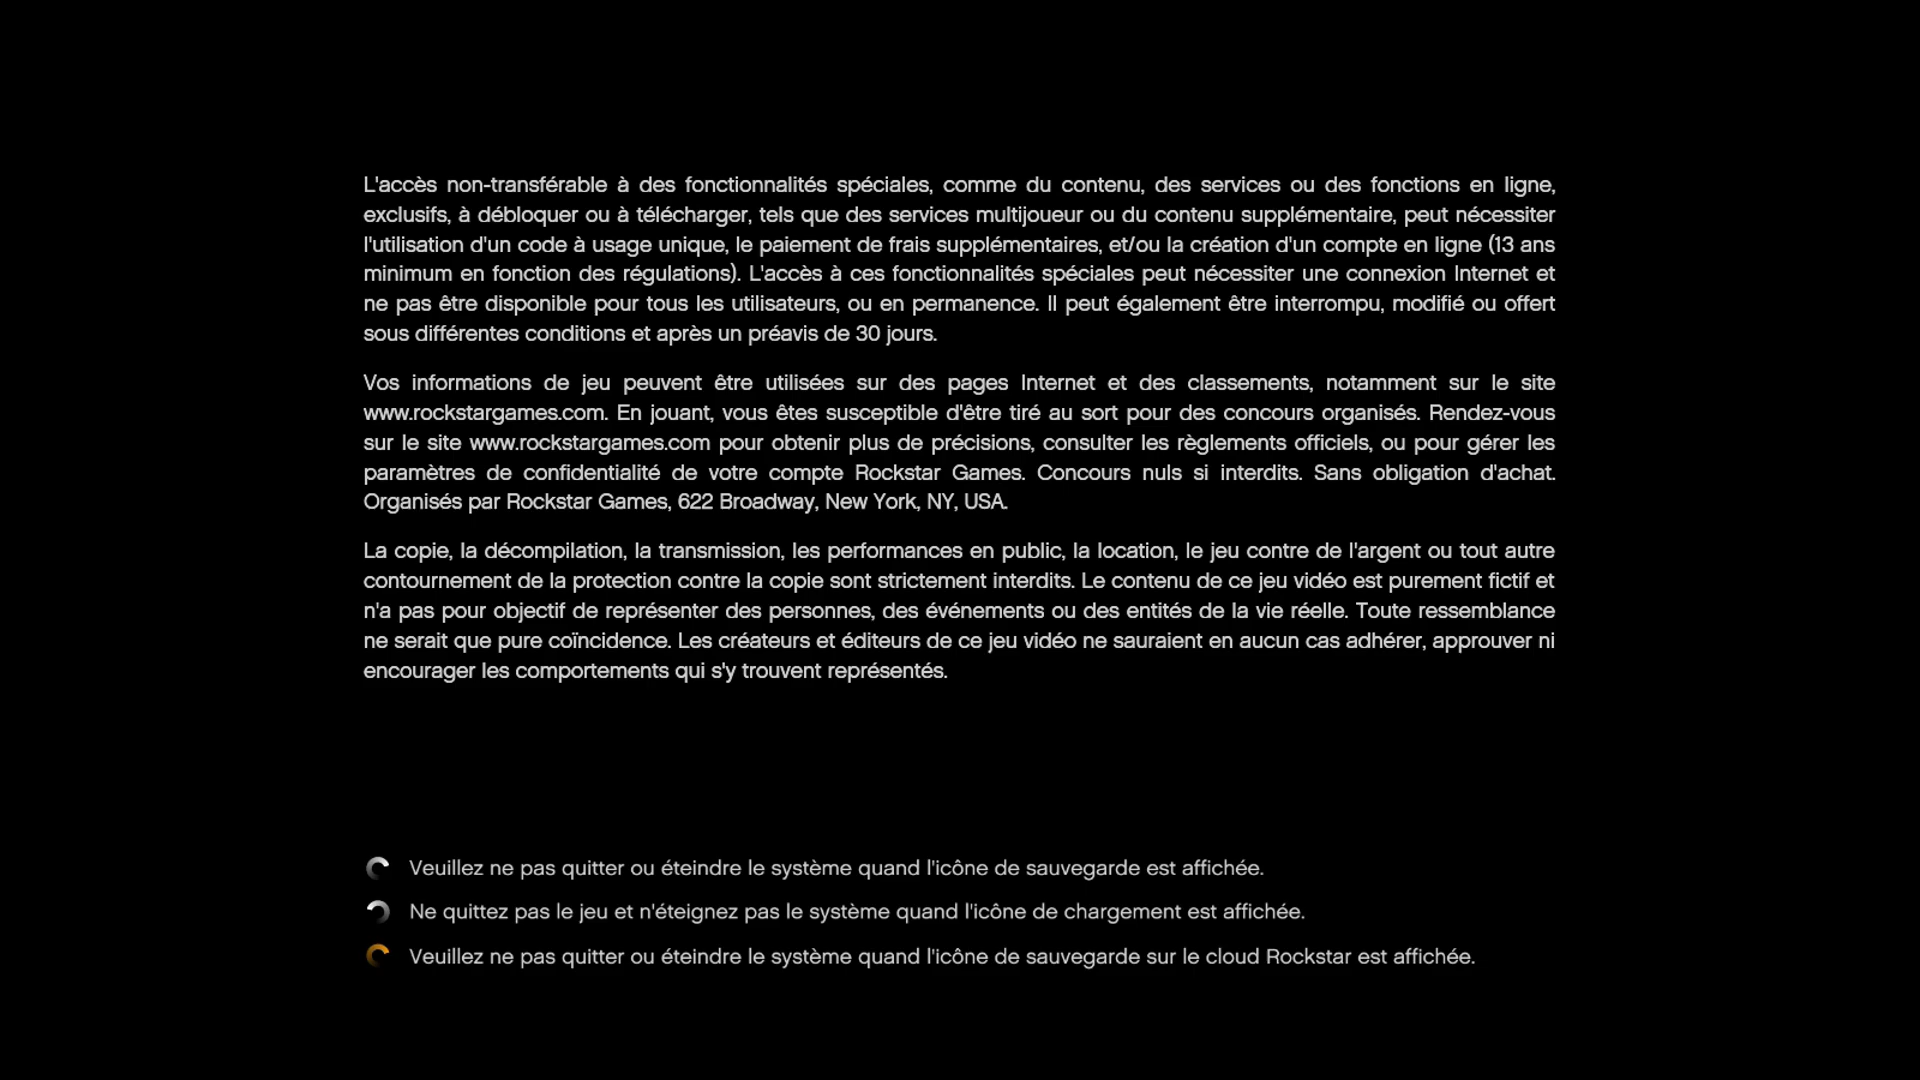 L'accès non-transférable à des fonctionnalités spéciales, comme du contenu, des services ou des fonctions en ligne,
exclusifs, à débloquer ou à télécharger, tels que des services multijoueur ou du contenu supplémentaire, peut nécessiter
l'utilisation d'un code à usage unique, le paiement de frais supplémentaires, et/ou la création d'un compte en ligne (13 ans
minimum en fonction des régulations). L'accès à ces fonctionnalités spéciales peut nécessiter une connexion Internet et
ne pas être disponible pour tous les utilisateurs, ou en permanence. Il peut également être interrompu, modifié ou offert
sous différentes conditions et après un préavis de 30 jours.
Vos informations de jeu peuvent être utilisées sur des pages Internet et des classements, notamment sur le site
www.rockstargames.com. En jouant, vous êtes susceptible d'être tiré au sort pour des concours organisés. Rendez-vous
sur le site www.rockstargames.com pour obtenir plus de précisions, consulter les règlements officiels, ou pour gérer les
paramètres de confidentialité de votre compte Rockstar Games. Concours nuls si interdits. Sans obligation d'achat.
Organisés par Rockstar Games, 622 Broadway, New York, NY, USA.
La copie, la décompilation, la transmission, les performances en public, la location, le jeu contre de l'argent ou tout autre
contournement de la protection contre la copie sont strictement interdits. Le contenu de ce jeu vidéo est purement fictif et
n'a pas pour objectif de représenter des personnes, des événements ou des entités de la vie réelle. Toute ressemblance
ne serait que pure coïncidence. Les créateurs et éditeurs de ce jeu vidéo ne sauraient en aucun cas adhérer, approuver ni
encourager les comportements qui s'y trouvent représentés.
Veuillez ne pas quitter ou éteindre le système quand l'icône de sauvegarde est affichée.
Ne quittez pas le jeu et n'éteignez pas le système quand l'icône de chargement est affichée.
Veuillez ne pas quitter ou éteindre le système quand l'icône de sauvegarde sur le cloud Rockstar est affichée.